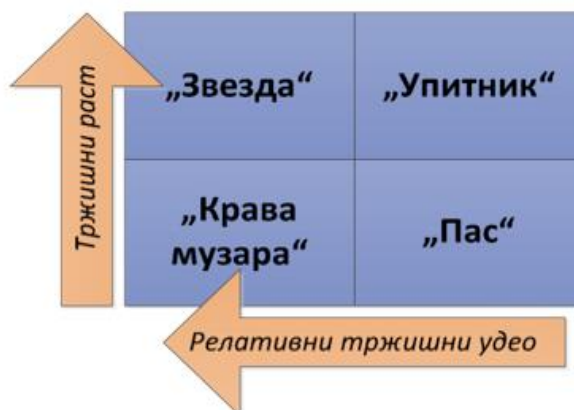 Тржишни раст
„Звезда“
„Упитник“
„Крава
музара“
„Пас“
Релативни тржишни удео